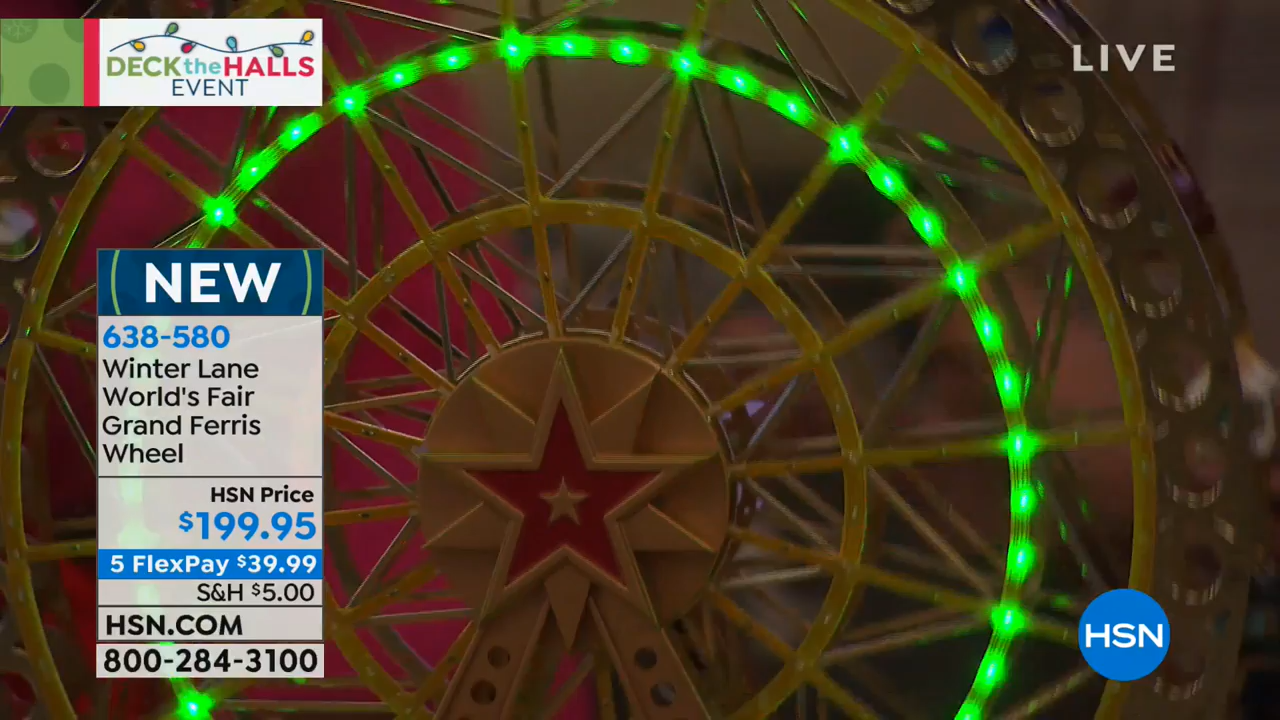 DECK the HALLS
EVENT
LIVE
NEW
638-580
Winter Lane
World's Fair
Grand Ferris
Wheel
HSN Price
$199.95
5 FlexPay $39.99
S&H $5.00
HSN.COM
800-284-3100
HSN